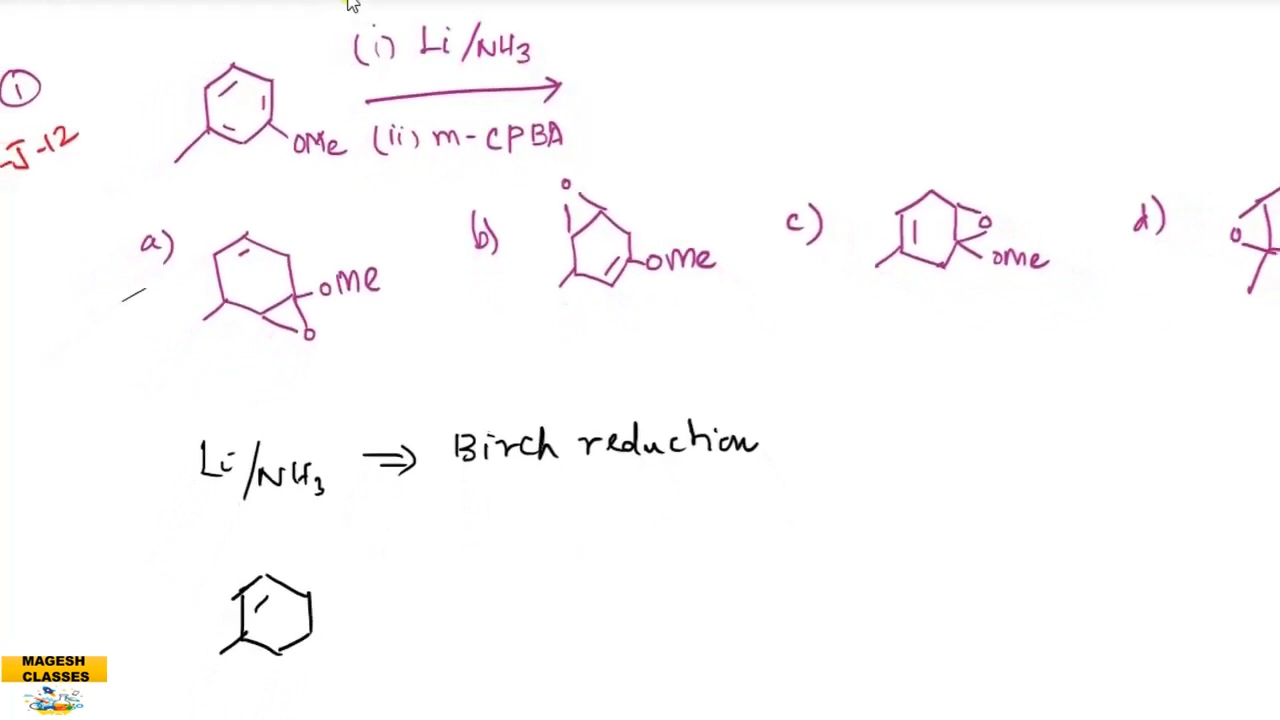 (i) Li/NH3
1
-J-12
OMe
(ii) m-CPBA
a)
OMe
O
b)
O
OMe
c)
O
OMe
d)
O
Li/NH3 ⇒ Birch reduction
MAGESH
CLASSES